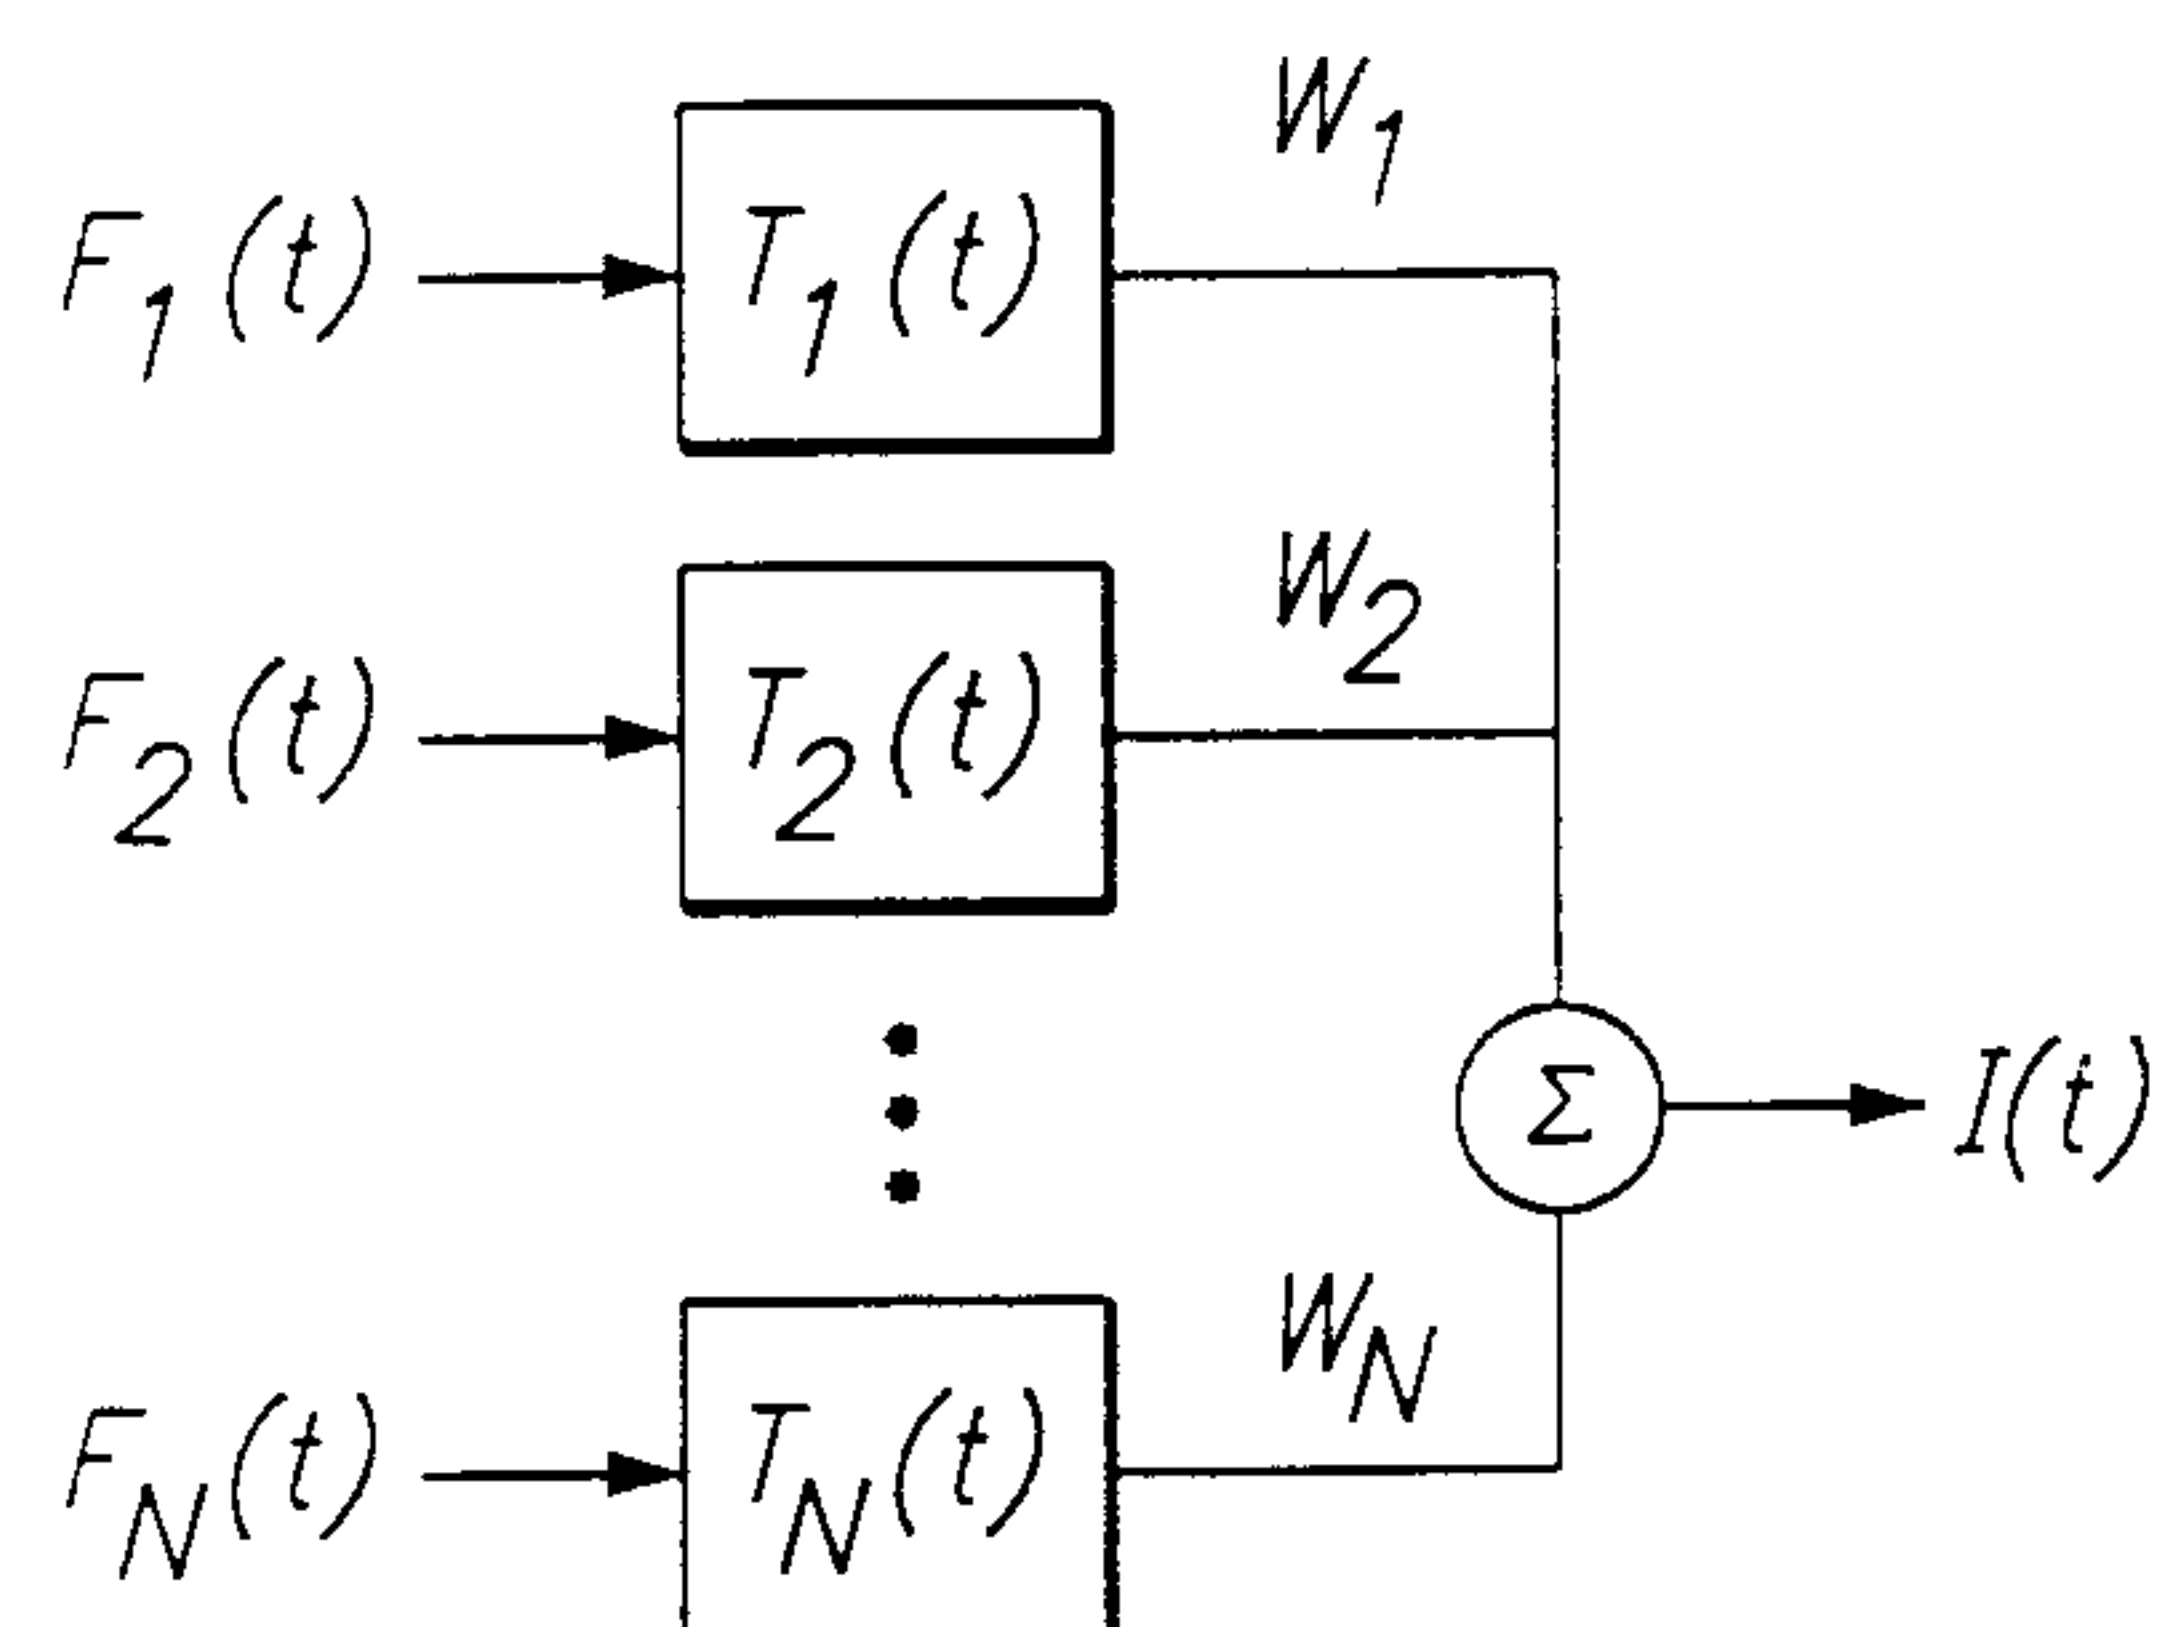 W1
F1(t) T1(t)
W2
F2(t) T2(t)
Σ I(t)
WN
FN(t) TN(t)